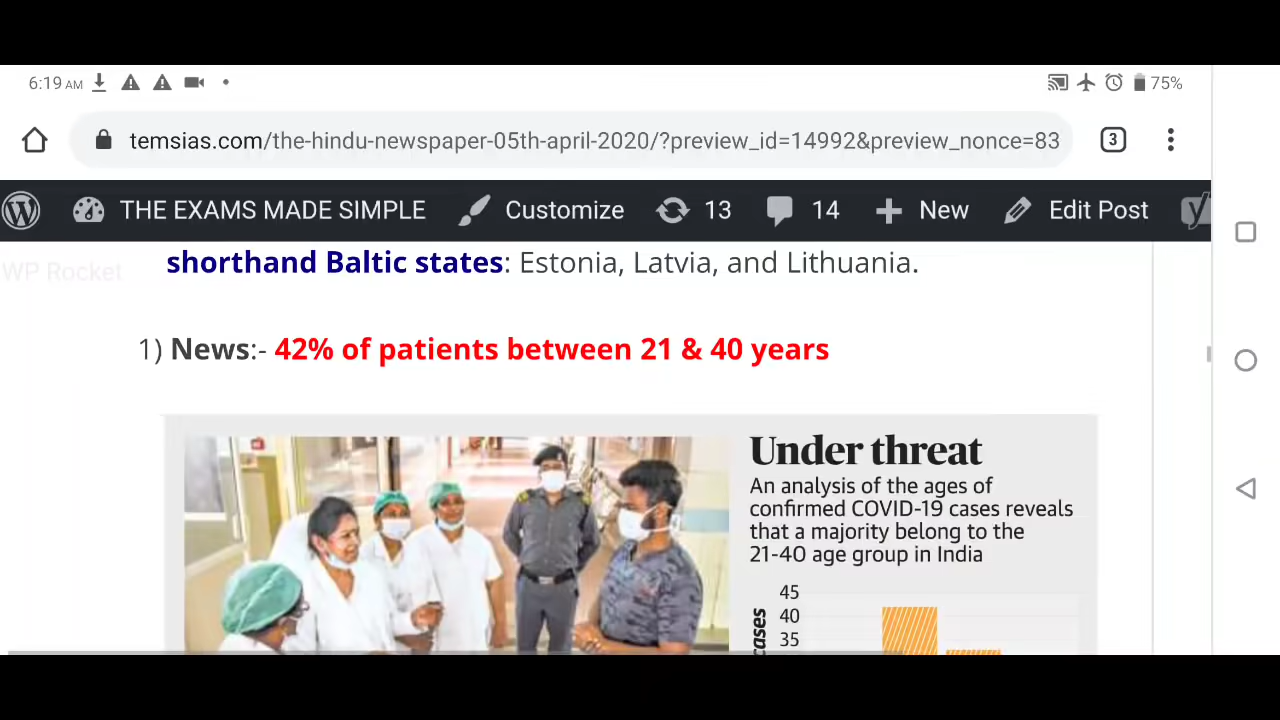 6:19 AM 75%
temsias.com/the-hindu-newspaper-05th-april-2020/?preview_id=14992&preview_nonce=83 3
THE EXAMS MADE SIMPLE Customize 13 14 New Edit Post
WP Rocket
shorthand Baltic states: Estonia, Latvia, and Lithuania.
1) News:- 42% of patients between 21 & 40 years
Under threat
An analysis of the ages of
confirmed COVID-19 cases reveals
that a majority belong to the
21-40 age group in India
45
40
35
cases